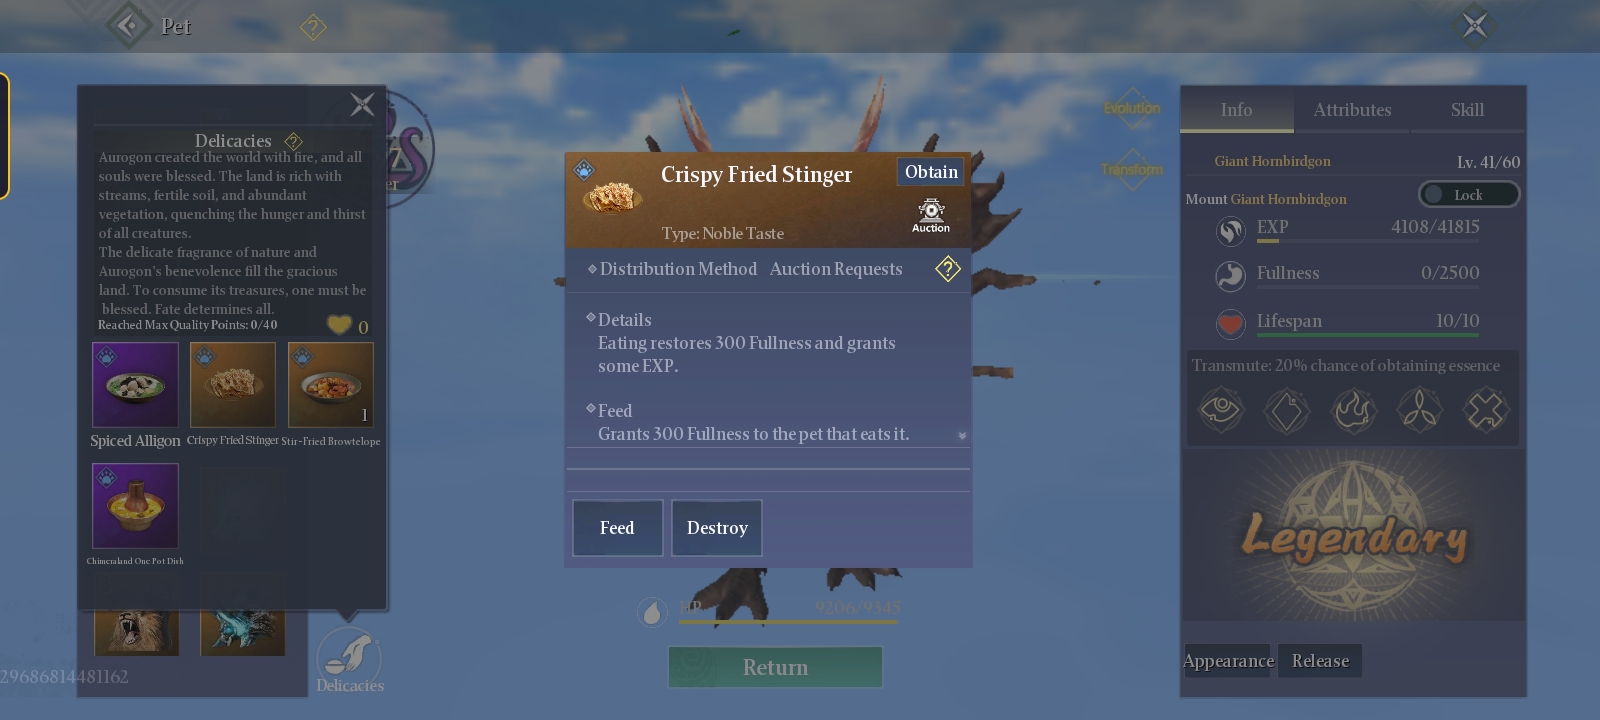 Pet
?
Delicacies ?
Aurogon created the world with fire, and all
souls were blessed. The land is rich with
streams, fertile soil, and abundant
vegetation, quenching the hunger and thirst
of all creatures.
The delicate fragrance of nature and
Aurogon's benevolence fill the gracious
land. To consume its treasures, one must be
blessed. Fate determines all.
Reached Max Quality Points: 0/40
0
1
Spiced Alligon
Crispy Fried Stinger
Stir-Fried Browtelope
Chimeraland One Pot Dish
29686814481162
Delicacies
Crispy Fried Stinger
Obtain
Type: Noble Taste
Auction
Distribution Method Auction Requests
?
Details
Eating restores 300 Fullness and grants
some EXP.
Feed
Grants 300 Fullness to the pet that eats it.
Feed
Destroy
HP
9206/9345
Return
Evolution
Transform
Info
Attributes
Skill
Giant Hornbirdgon
Lv. 41/60
Mount Giant Hornbirdgon
Lock
EXP 4108/41815
Fullness 0/2500
Lifespan 10/10
Transmute: 20% chance of obtaining essence
Legendary
Appearance
Release